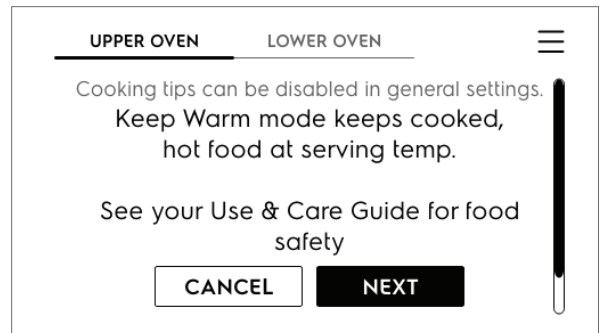 UPPER OVEN LOWER OVEN
Cooking tips can be disabled in general settings.
Keep Warm mode keeps cooked,
hot food at serving temp.
See your Use & Care Guide for food
safety
CANCEL NEXT